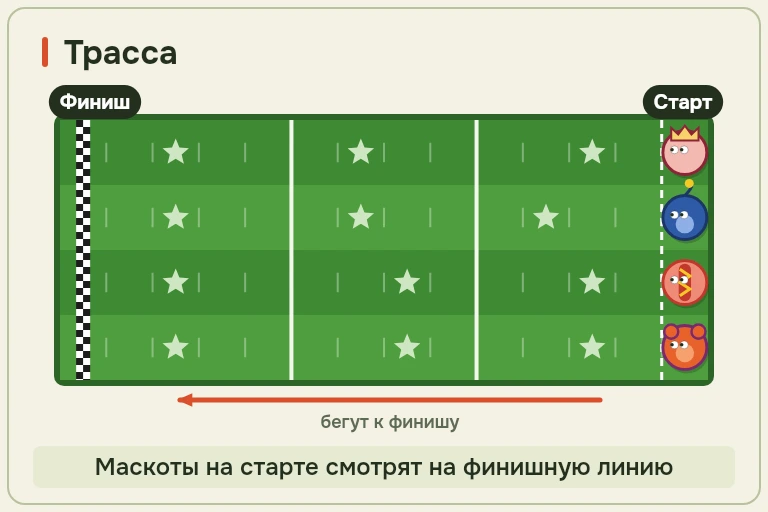 Трасса
Финиш
Старт
бегут к финишу
Маскоты на старте смотрят на финишную линию